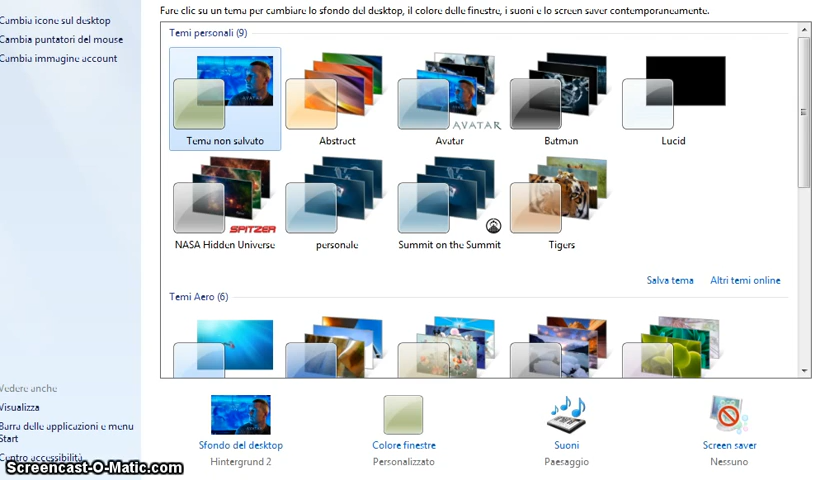 Fare clic su un tema per cambiare lo sfondo del desktop, il colore delle finestre, i suoni e lo screen saver contemporaneamente.
Cambia icone sul desktop
Cambia puntatori del mouse
Cambia immagine account
Temi personali (9)
AVATAR
Tema non salvato
Abstract
Avatar
Batman
Lucid
SPITZER
NASA Hidden Universe
personale
Summit on the Summit
Tigers
Salva tema
Altri temi online
Temi Aero (6)
Vedere anche
Visualizza
Barra delle applicazioni e menu
Start
Centro accessibilità
Sfondo del desktop
Colore finestre
Suoni
Screen saver
Hintergrund 2
Personalizzato
Paesaggio
Nessuno
Screencast-O-Matic.com